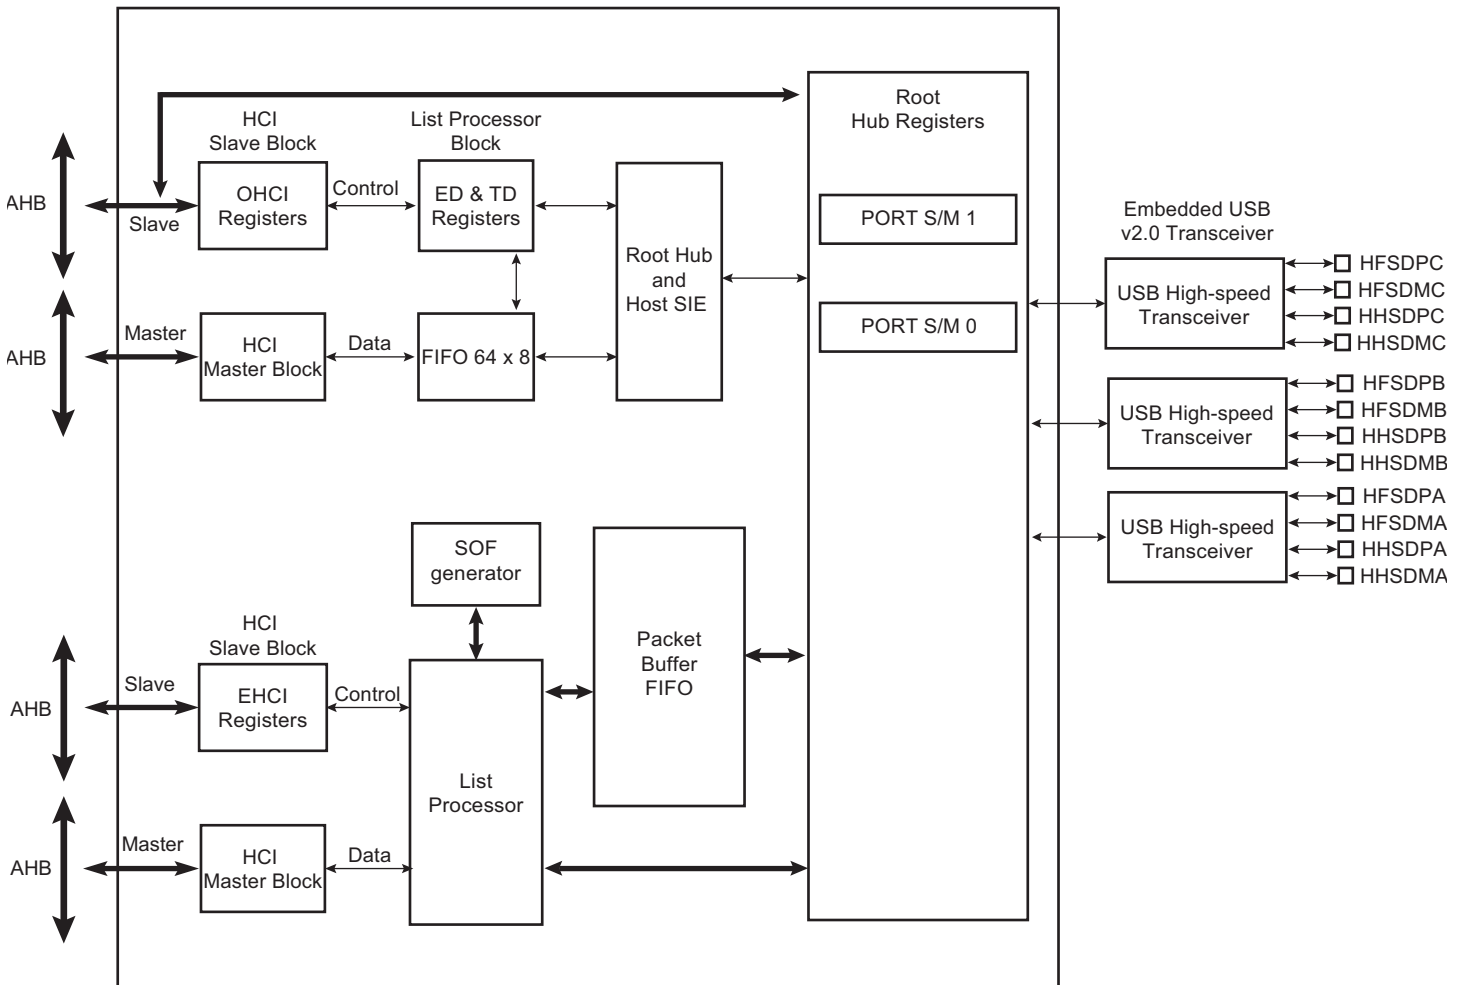 Root
Hub Registers
HCI
Slave Block
List Processor
Block
AHB
Slave
OHCI
Registers
Control
ED & TD
Registers
Root Hub
and
Host SIE
PORT S/M 1
PORT S/M 0
AHB
Master
HCI
Master Block
Data
FIFO 64 x 8
Embedded USB
v2.0 Transceiver
USB High-speed
Transceiver
HFSDPC
HFSDMC
HHSDPC
HHSDMC
USB High-speed
Transceiver
HFSDPB
HFSDMB
HHSDPB
HHSDMB
USB High-speed
Transceiver
HFSDPA
HFSDMA
HHSDPA
HHSDMA
SOF
generator
Packet
Buffer
FIFO
HCI
Slave Block
AHB
Slave
EHCI
Registers
Control
List
Processor
AHB
Master
HCI
Master Block
Data